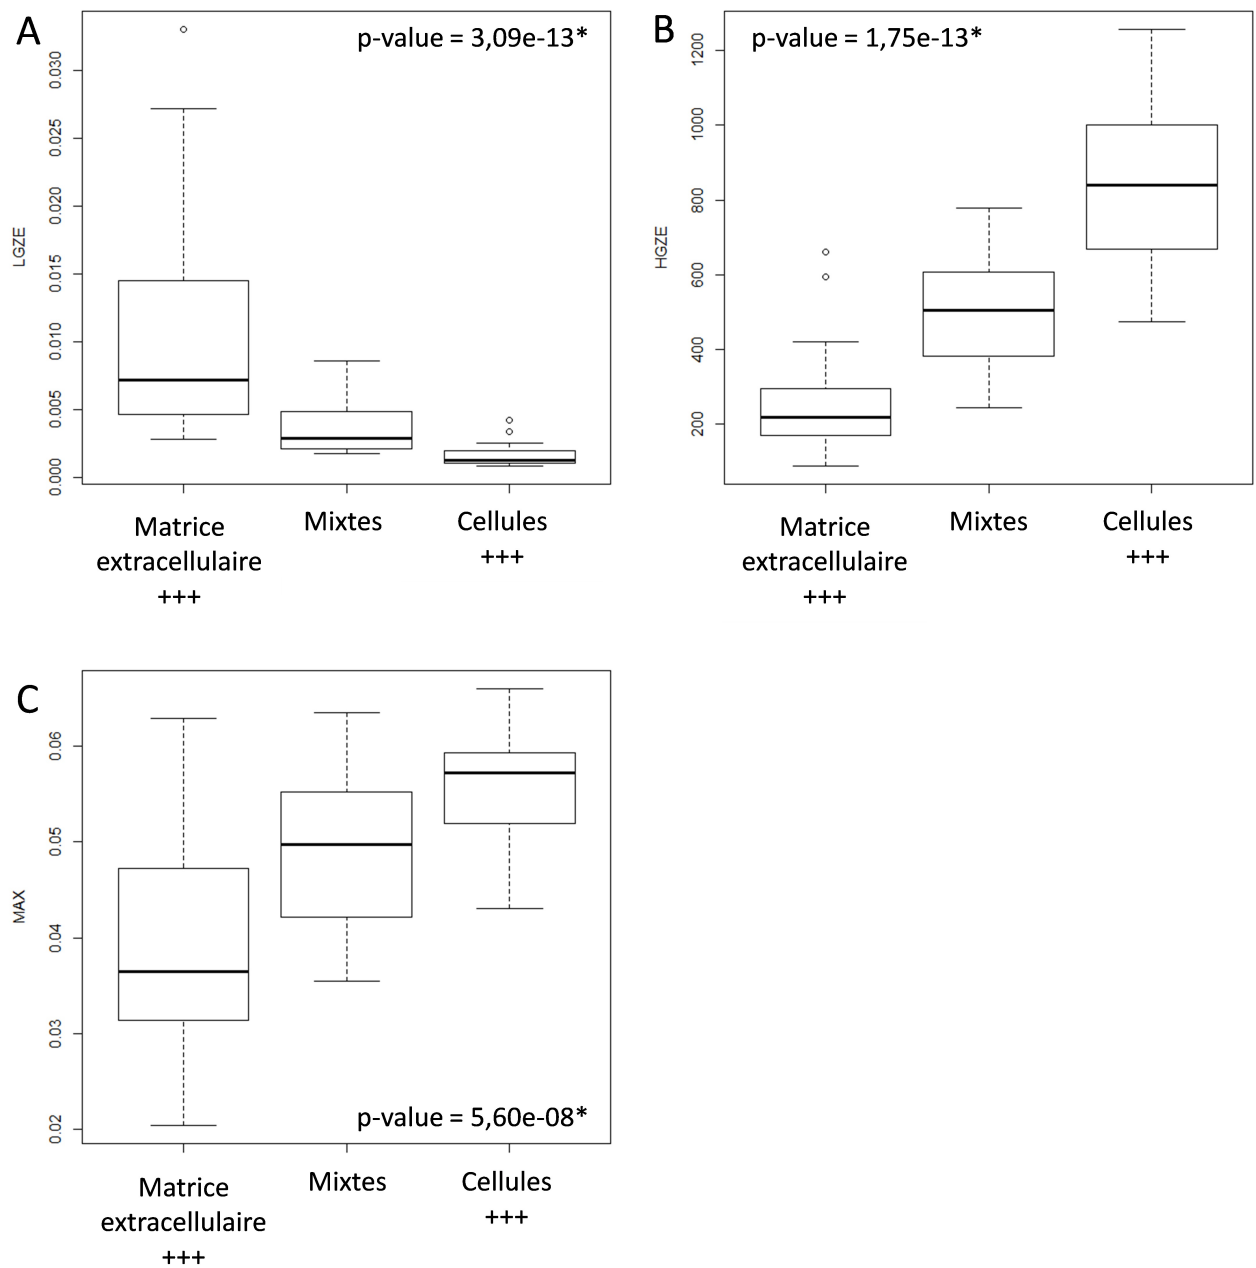 A
p-value = 3,09e-13*
LGZE
0.030
0.025
0.020
0.015
0.010
0.005
0.000
Matrice
extracellulaire
+++
Mixtes
Cellules
+++
B
p-value = 1,75e-13*
HGZE
1200
1000
800
600
400
200
Matrice
extracellulaire
+++
Mixtes
Cellules
+++
C
MAX
0.06
0.05
0.04
0.03
0.02
p-value = 5,60e-08*
Matrice
extracellulaire
+++
Mixtes
Cellules
+++